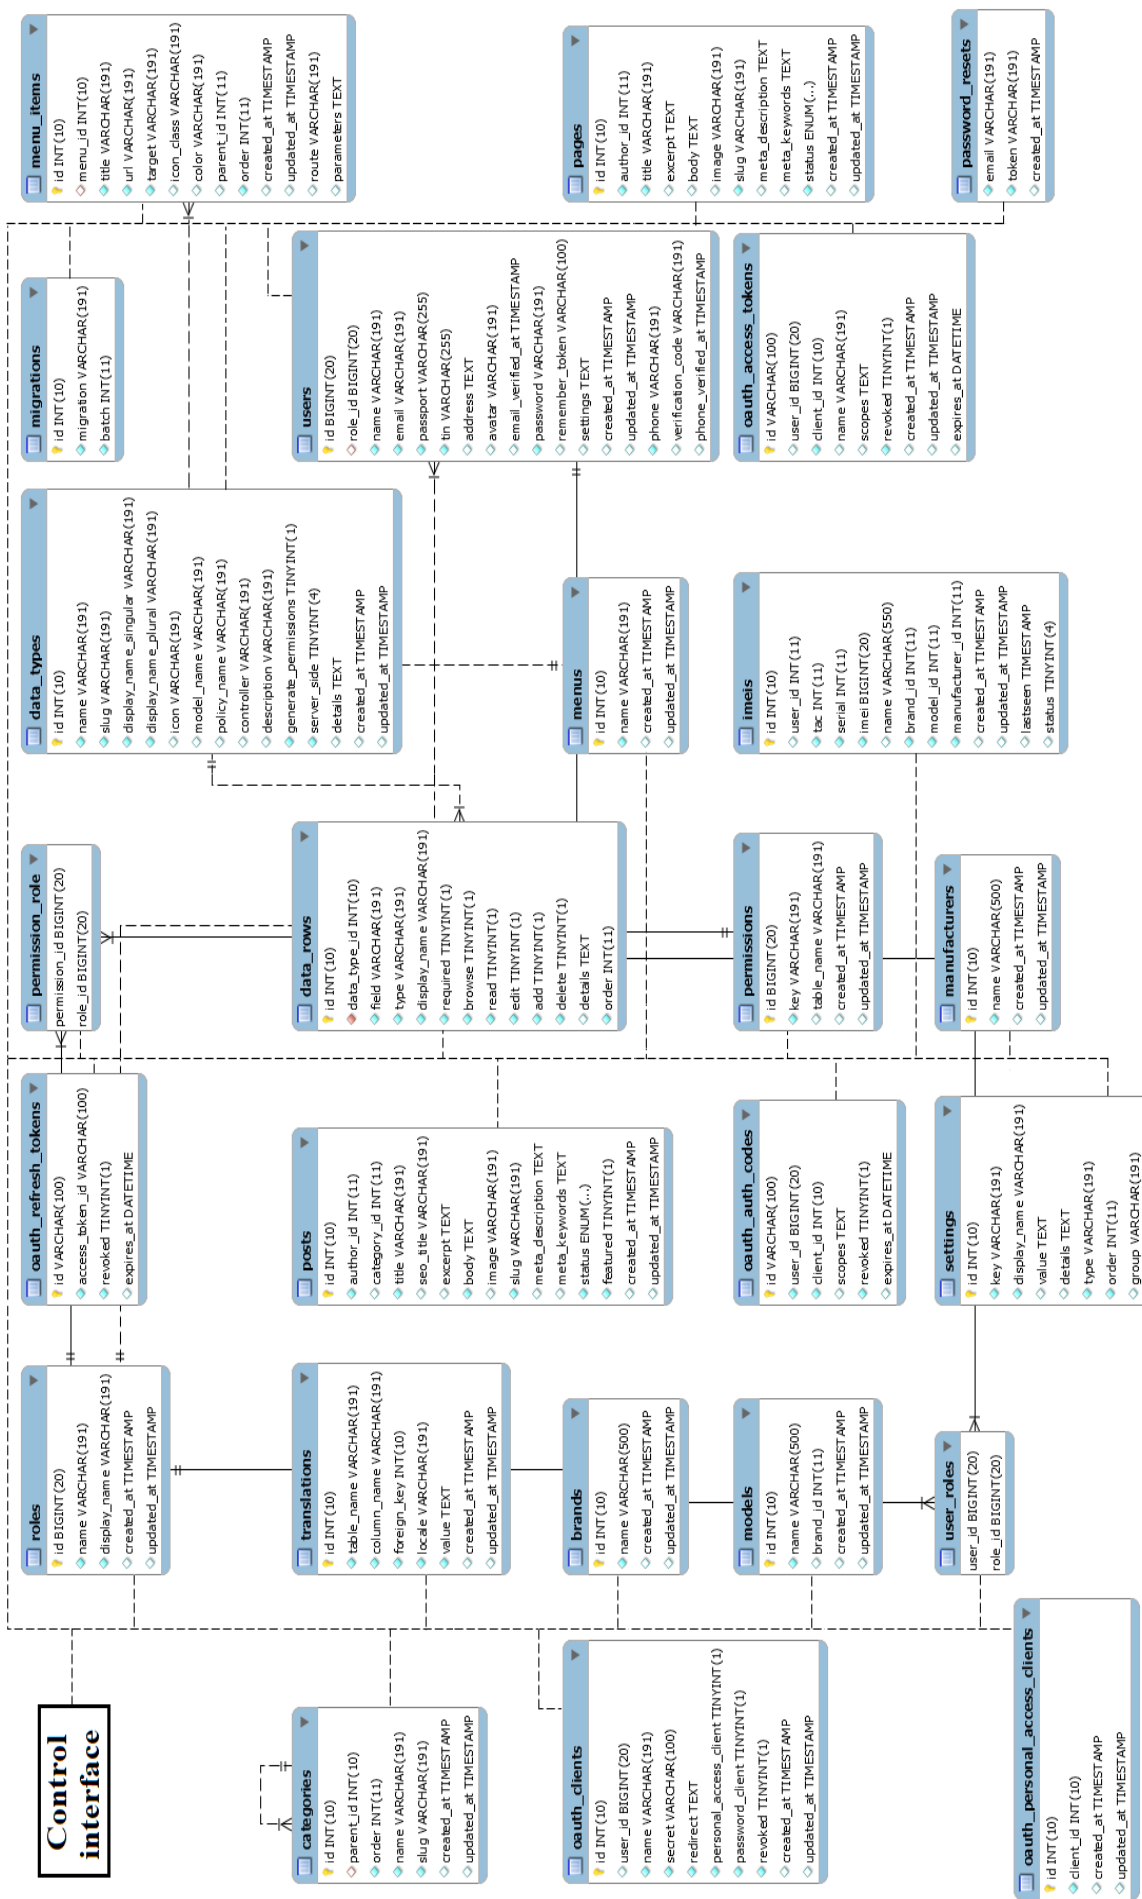 Control
interface
roles
id BIGINT(20)
name VARCHAR(191)
display_name VARCHAR(191)
created_at TIMESTAMP
updated_at TIMESTAMP
oauth_refresh_tokens
id VARCHAR(100)
access_token_id VARCHAR(100)
revoked TINYINT(1)
expires_at DATETIME
permission_role
permission_id BIGINT(20)
role_id BIGINT(20)
data_types
id INT(10)
name VARCHAR(191)
slug VARCHAR(191)
display_name_singular VARCHAR(191)
display_name_plural VARCHAR(191)
icon VARCHAR(191)
model_name VARCHAR(191)
policy_name VARCHAR(191)
controller VARCHAR(191)
description VARCHAR(191)
generate_permissions TINYINT(1)
server_side TINYINT(4)
details TEXT
created_at TIMESTAMP
updated_at TIMESTAMP
migrations
id INT(10)
migration VARCHAR(191)
batch INT(11)
menu_items
id INT(10)
menu_id INT(10)
title VARCHAR(191)
url VARCHAR(191)
target VARCHAR(191)
icon_class VARCHAR(191)
color VARCHAR(191)
parent_id INT(11)
order INT(11)
created_at TIMESTAMP
updated_at TIMESTAMP
route VARCHAR(191)
parameters TEXT
categories
id INT(10)
parent_id INT(10)
order INT(11)
name VARCHAR(191)
slug VARCHAR(191)
created_at TIMESTAMP
updated_at TIMESTAMP
translations
id INT(10)
table_name VARCHAR(191)
column_name VARCHAR(191)
foreign_key INT(10)
locale VARCHAR(191)
value TEXT
created_at TIMESTAMP
updated_at TIMESTAMP
posts
id INT(10)
author_id INT(11)
category_id INT(11)
title VARCHAR(191)
seo_title VARCHAR(191)
excerpt TEXT
body TEXT
image VARCHAR(191)
slug VARCHAR(191)
meta_description TEXT
meta_keywords TEXT
status ENUM(...)
featured TINYINT(1)
created_at TIMESTAMP
updated_at TIMESTAMP
data_rows
id INT(10)
data_type_id INT(10)
field VARCHAR(191)
type VARCHAR(191)
display_name VARCHAR(191)
required TINYINT(1)
browse TINYINT(1)
read TINYINT(1)
edit TINYINT(1)
add TINYINT(1)
delete TINYINT(1)
details TEXT
order INT(11)
users
id BIGINT(20)
role_id BIGINT(20)
name VARCHAR(191)
email VARCHAR(191)
passport VARCHAR(255)
tin VARCHAR(255)
address TEXT
avatar VARCHAR(191)
email_verified_at TIMESTAMP
password VARCHAR(191)
remember_token VARCHAR(100)
settings TEXT
created_at TIMESTAMP
updated_at TIMESTAMP
phone VARCHAR(191)
verification_code VARCHAR(191)
phone_verified_at TIMESTAMP
oauth_clients
id INT(10)
user_id BIGINT(20)
name VARCHAR(191)
secret VARCHAR(100)
redirect TEXT
personal_access_client TINYINT(1)
password_client TINYINT(1)
revoked TINYINT(1)
created_at TIMESTAMP
updated_at TIMESTAMP
brands
id INT(10)
name VARCHAR(500)
created_at TIMESTAMP
updated_at TIMESTAMP
menus
id INT(10)
name VARCHAR(191)
created_at TIMESTAMP
updated_at TIMESTAMP
pages
id INT(10)
author_id INT(11)
title VARCHAR(191)
excerpt TEXT
body TEXT
image VARCHAR(191)
slug VARCHAR(191)
meta_description TEXT
meta_keywords TEXT
status ENUM(...)
created_at TIMESTAMP
updated_at TIMESTAMP
models
id INT(10)
name VARCHAR(500)
brand_id INT(11)
created_at TIMESTAMP
updated_at TIMESTAMP
oauth_auth_codes
id VARCHAR(100)
user_id BIGINT(20)
client_id INT(10)
scopes TEXT
revoked TINYINT(1)
expires_at DATETIME
permissions
id BIGINT(20)
key VARCHAR(191)
table_name VARCHAR(191)
created_at TIMESTAMP
updated_at TIMESTAMP
imeis
id INT(10)
user_id INT(11)
tac INT(11)
serial INT(11)
imei BIGINT(20)
name VARCHAR(550)
brand_id INT(11)
model_id INT(11)
manufacturer_id INT(11)
created_at TIMESTAMP
updated_at TIMESTAMP
lastseen TIMESTAMP
status TINYINT(4)
oauth_access_tokens
id VARCHAR(100)
user_id BIGINT(20)
client_id INT(10)
name VARCHAR(191)
scopes TEXT
revoked TINYINT(1)
created_at TIMESTAMP
updated_at TIMESTAMP
expires_at DATETIME
user_roles
user_id BIGINT(20)
role_id BIGINT(20)
settings
id INT(10)
key VARCHAR(191)
display_name VARCHAR(191)
value TEXT
details TEXT
type VARCHAR(191)
order INT(11)
group VARCHAR(191)
manufacturers
id INT(10)
name VARCHAR(500)
created_at TIMESTAMP
updated_at TIMESTAMP
password_resets
email VARCHAR(191)
token VARCHAR(191)
created_at TIMESTAMP
oauth_personal_access_clients
id INT(10)
client_id INT(10)
created_at TIMESTAMP
updated_at TIMESTAMP